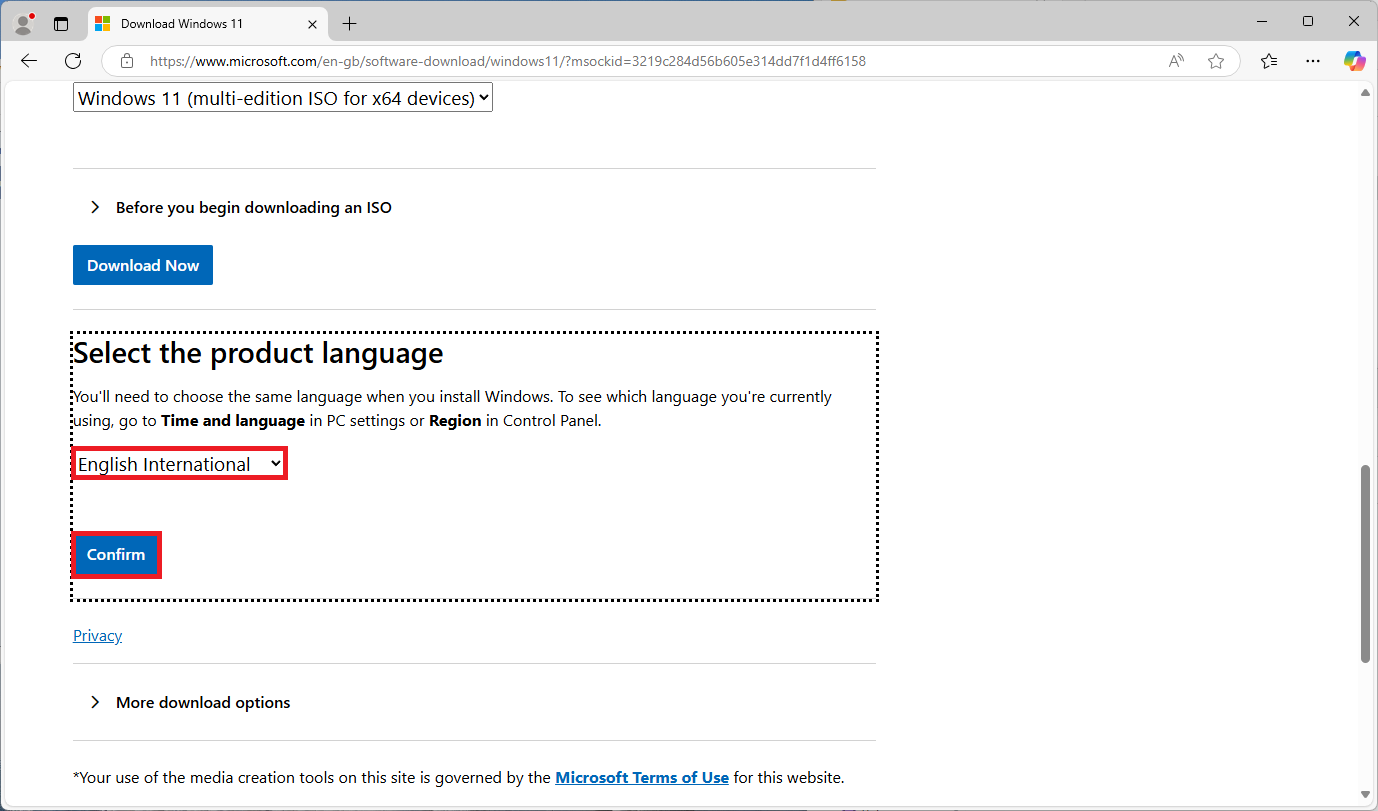 Download Windows 11
https://www.microsoft.com/en-gb/software-download/windows11/?msockid=3219c284d56b605e314dd7f1d4ff6158
Windows 11 (multi-edition ISO for x64 devices)
Before you begin downloading an ISO
Download Now
Select the product language
You'll need to choose the same language when you install Windows. To see which language you're currently
using, go to Time and language in PC settings or Region in Control Panel.
English International
Confirm
Privacy
More download options
*Your use of the media creation tools on this site is governed by the Microsoft Terms of Use for this website.